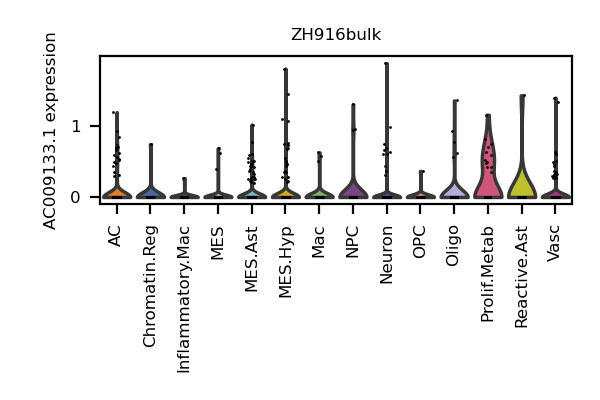 ZH916bulk
AC009133.1 expression
1
0
AC
Chromatin.Reg
Inflammatory.Mac
MES
MES.Ast
MES.Hyp
Mac
NPC
Neuron
OPC
Oligo
Prolif.Metab
Reactive.Ast
Vasc